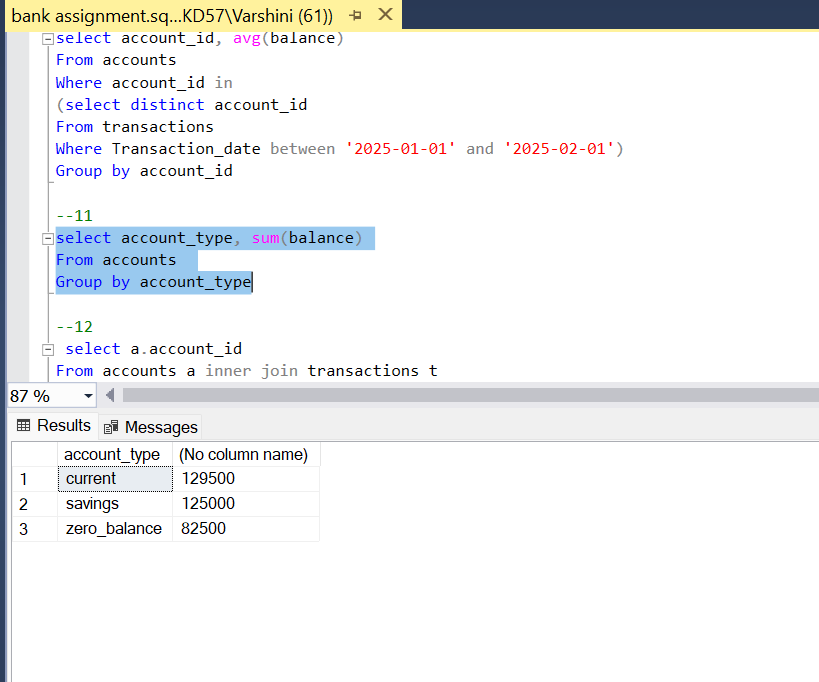 bank assignment.sq...KD57\Varshini (61))
select account_id, avg(balance)
From accounts
Where account_id in
(select distinct account_id
From transactions
Where Transaction_date between '2025-01-01' and '2025-02-01')
Group by account_id
--11
select account_type, sum(balance)
From accounts
Group by account_type
--12
select a.account_id
From accounts a inner join transactions t
87 %
Results Messages
account_type (No column name)
1 current 129500
2 savings 125000
3 zero_balance 82500